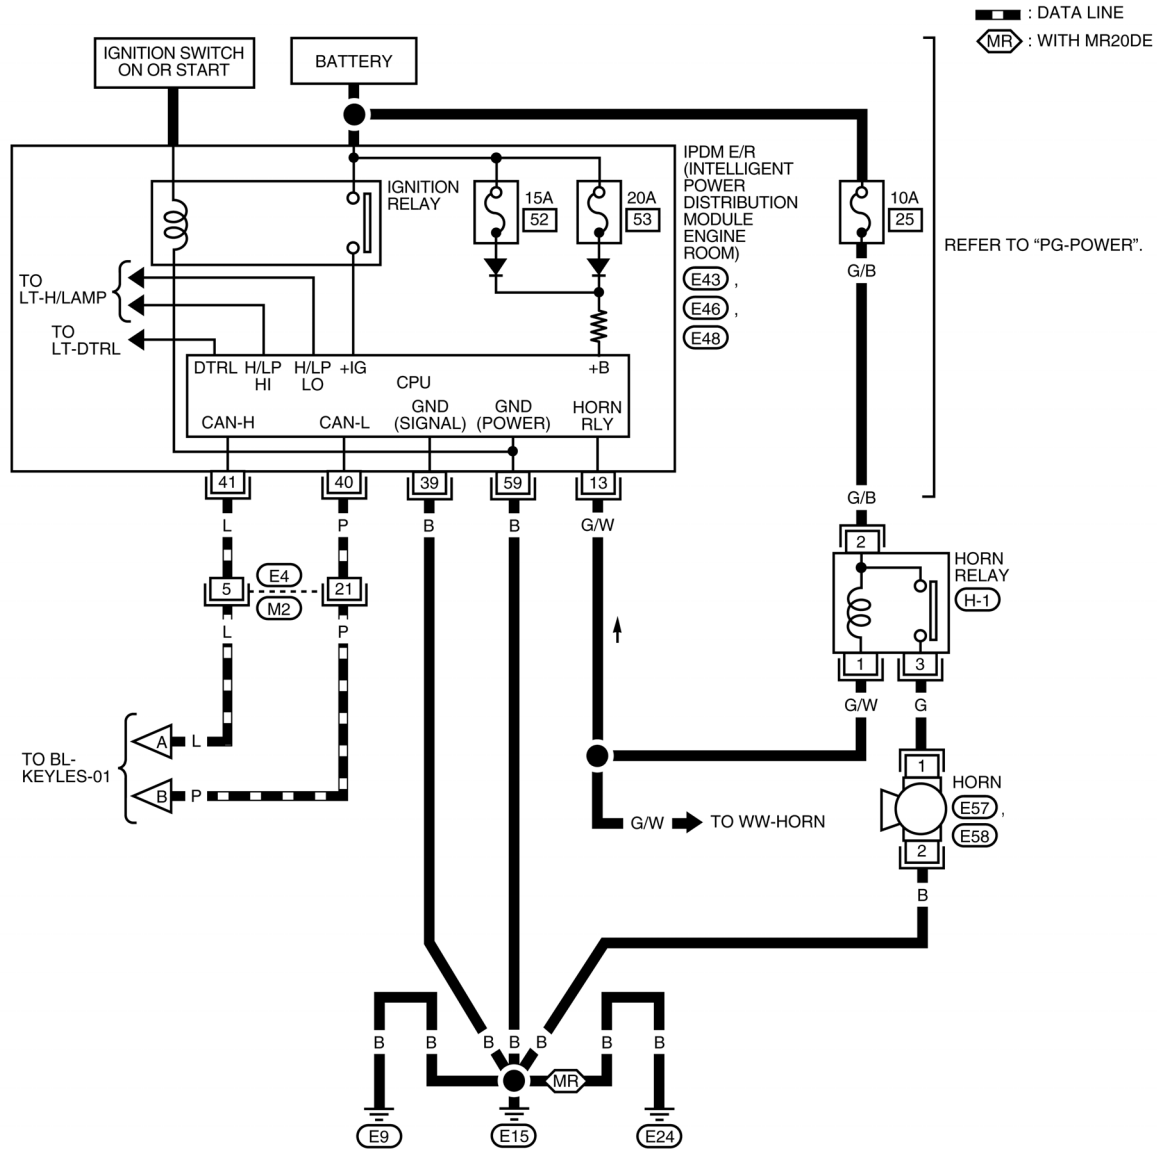 : DATA LINE
MR : WITH MR20DE
IGNITION SWITCH
ON OR START
BATTERY
IPDM E/R
(INTELLIGENT
POWER
DISTRIBUTION
MODULE
ENGINE
ROOM)
E43 ,
E46 ,
E48
IGNITION
RELAY
15A
52
20A
53
10A
25
REFER TO “PG-POWER”.
G/B
TO
LT-H/LAMP
TO
LT-DTRL
DTRL
H/LP
HI
H/LP
LO
+IG
+B
CPU
CAN-H
CAN-L
GND
(SIGNAL)
GND
(POWER)
HORN
RLY
41
40
39
59
13
G/B
L
P
B
B
G/W
2
HORN
RELAY
H-1
5
E4
M2
21
L
P
1
3
G/W
G
TO BL-
KEYLES-01
A
L
B
P
1
HORN
E57 ,
E58
2
G/W
TO WW-HORN
B
B
B
B
B
B
B
B
MR
E9
E15
E24